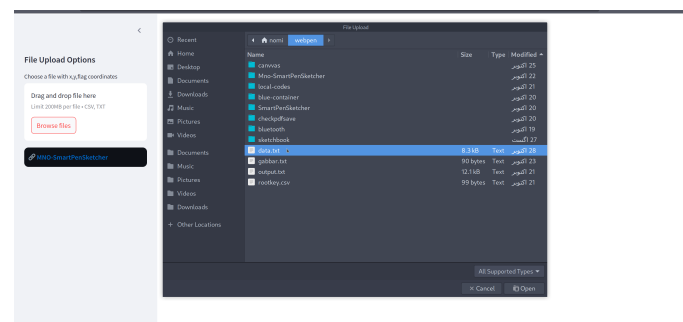 File Upload
File Upload Options
Choose a file with x,y,flag coordinates
Drag and drop file here
Limit 200MB per file • CSV, TXT
Browse files
MNO-SmartPenSketcher
Recent
Home
Desktop
Documents
Downloads
Music
Pictures
Videos
Documents
Music
Pictures
Videos
Downloads
+ Other Locations
nomi webpen
Name Size Type Modified
canvas 25 اکتوبر
Mno-SmartPenSketcher 22 اکتوبر
local-codes 21 اکتوبر
blue-container 20 اکتوبر
SmartPenSketcher 20 اکتوبر
checkpdfsave 20 اکتوبر
bluetooth 19 اکتوبر
sketchbook 27 اگست
data.txt 8.3 kB Text 28 اکتوبر
gabbar.txt 90 bytes Text 23 اکتوبر
output.txt 12.1 kB Text 21 اکتوبر
rootkey.csv 99 bytes Text 21 اکتوبر
All Supported Types
Cancel Open